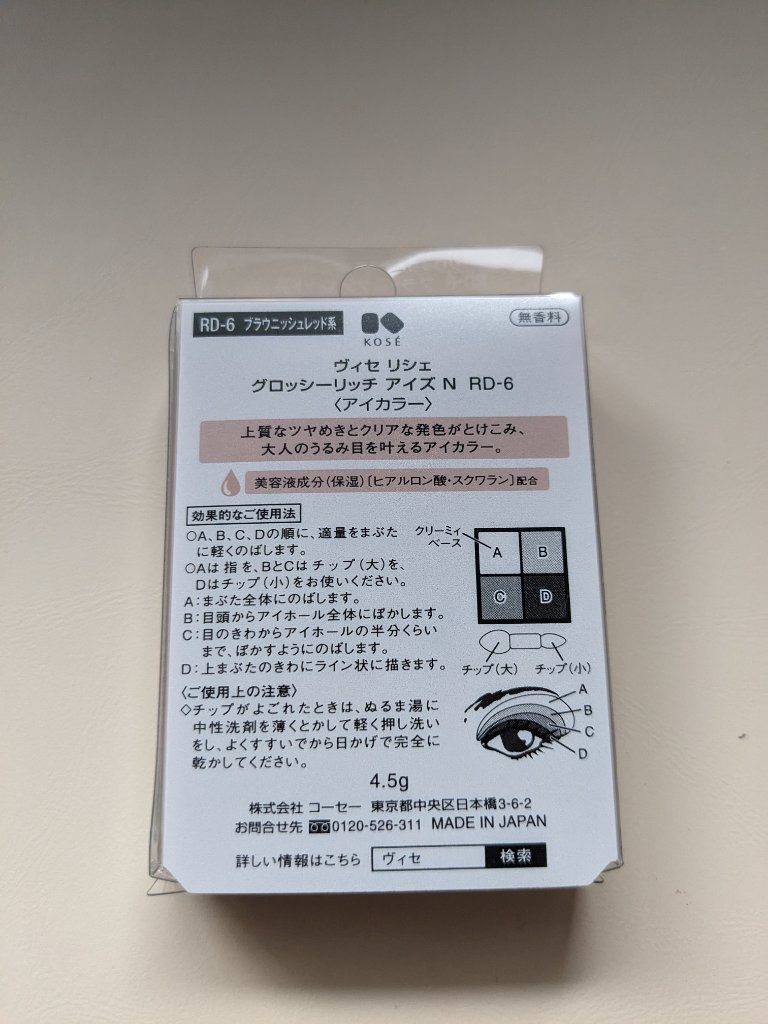 RD-6 ブラウニッシュレッド系
KOSÉ
無香料
ヴィセ リシェ
グロッシーリッチ アイズ N RD-6
〈アイカラー〉
上質なツヤめきとクリアな発色がとけこみ、
大人のうるみ目を叶えるアイカラー。
美容液成分(保湿)〔ヒアルロン酸・スクワラン〕配合
効果的なご使用法
○A、B、C、Dの順に、適量をまぶた
に軽くのばします。
○Aは指を、BとCはチップ(大)を、
Dはチップ(小)をお使いください。
A:まぶた全体にのばします。
B:目頭からアイホール全体にぼかします。
C:目のきわからアイホールの半分くらい
まで、ぼかすようにのばします。
D:上まぶたのきわにライン状に描きます。
クリーミィ
ベース
A B
C D
チップ(大) チップ(小)
A
B
C
D
〈ご使用上の注意〉
◇チップがよごれたときは、ぬるま湯に
中性洗剤を薄くとかして軽く押し洗い
をし、よくすすいでから日かげで完全に
乾かしてください。
4.5g
株式会社 コーセー 東京都中央区日本橋3-6-2
お問合せ先 0120-526-311 MADE IN JAPAN
詳しい情報はこちら ヴィセ 検索